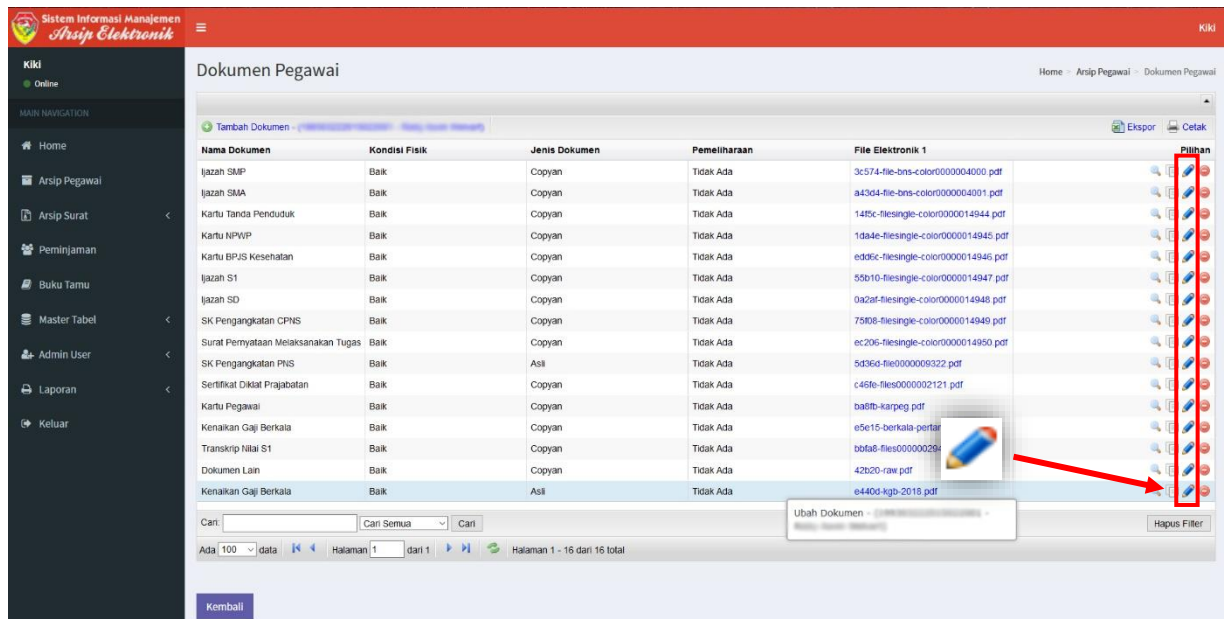 Sistem Informasi Manajemen
Arsip Elektronik
Kiki
Kiki
Online
MAIN NAVIGATION
Home
Arsip Pegawai
Arsip Surat
Peminjaman
Buku Tamu
Master Tabel
Admin User
Laporan
Keluar
Dokumen Pegawai
Home > Arsip Pegawai > Dokumen Pegawai
Tambah Dokumen - (
Ekspor Cetak
Nama Dokumen Kondisi Fisik Jenis Dokumen Pemeliharaan File Elektronik 1 Pilihan
Ijazah SMP Baik Copyan Tidak Ada 3c574-file-bns-color0000004000.pdf
Ijazah SMA Baik Copyan Tidak Ada a43d4-file-bns-color0000004001.pdf
Kartu Tanda Penduduk Baik Copyan Tidak Ada 14f5c-filesingle-color0000014944.pdf
Kartu NPWP Baik Copyan Tidak Ada 1da4e-filesingle-color0000014945.pdf
Kartu BPJS Kesehatan Baik Copyan Tidak Ada edd6c-filesingle-color0000014946.pdf
Ijazah S1 Baik Copyan Tidak Ada 55b10-filesingle-color0000014947.pdf
Ijazah SD Baik Copyan Tidak Ada 0a2af-filesingle-color0000014948.pdf
SK Pengangkatan CPNS Baik Copyan Tidak Ada 75f08-filesingle-color0000014949.pdf
Surat Pernyataan Melaksanakan Tugas Baik Copyan Tidak Ada ec206-filesingle-color0000014950.pdf
SK Pengangkatan PNS Baik Asli Tidak Ada 5d36d-file0000009322.pdf
Sertifikat Diklat Prajabatan Baik Copyan Tidak Ada c46fe-files0000002121.pdf
Kartu Pegawai Baik Copyan Tidak Ada ba8fb-karpeg.pdf
Kenaikan Gaji Berkala Baik Copyan Tidak Ada e5e15-berkala-pertam
Transkrip Nilai S1 Baik Copyan Tidak Ada bbfa8-files000000294
Dokumen Lain Baik Copyan Tidak Ada 42b20-raw.pdf
Kenaikan Gaji Berkala Baik Asli Tidak Ada e440d-kgb-2018.pdf
Ubah Dokumen -
Cari: Cari Semua Cari Hapus Filter
Ada 100 data Halaman 1 dari 1 Halaman 1 - 16 dari 16 total
Kembali